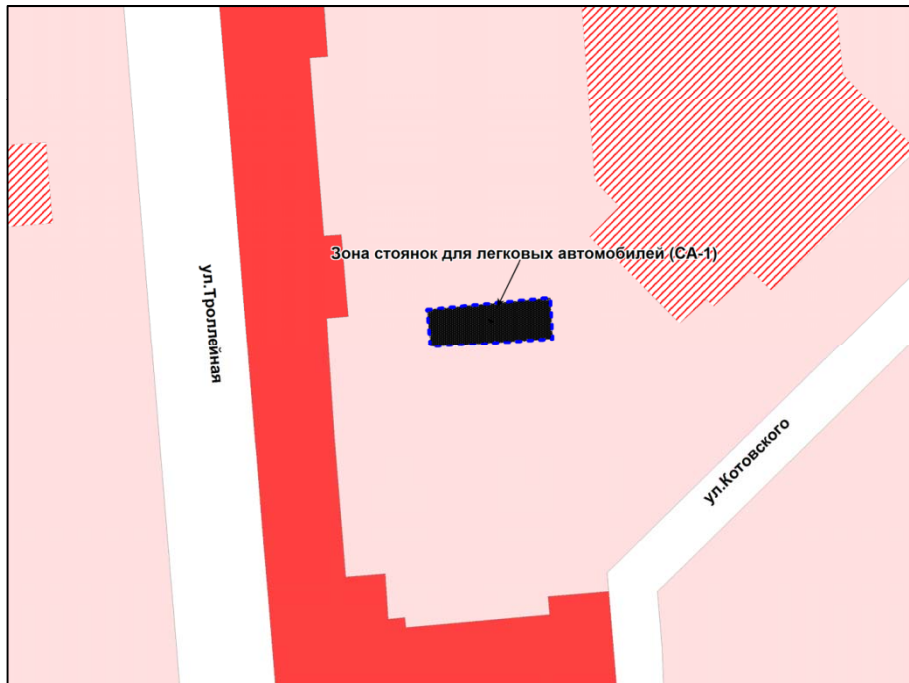 Зона стоянок для легковых автомобилей (СА-1)
ул.Троллейная
ул.Котовского